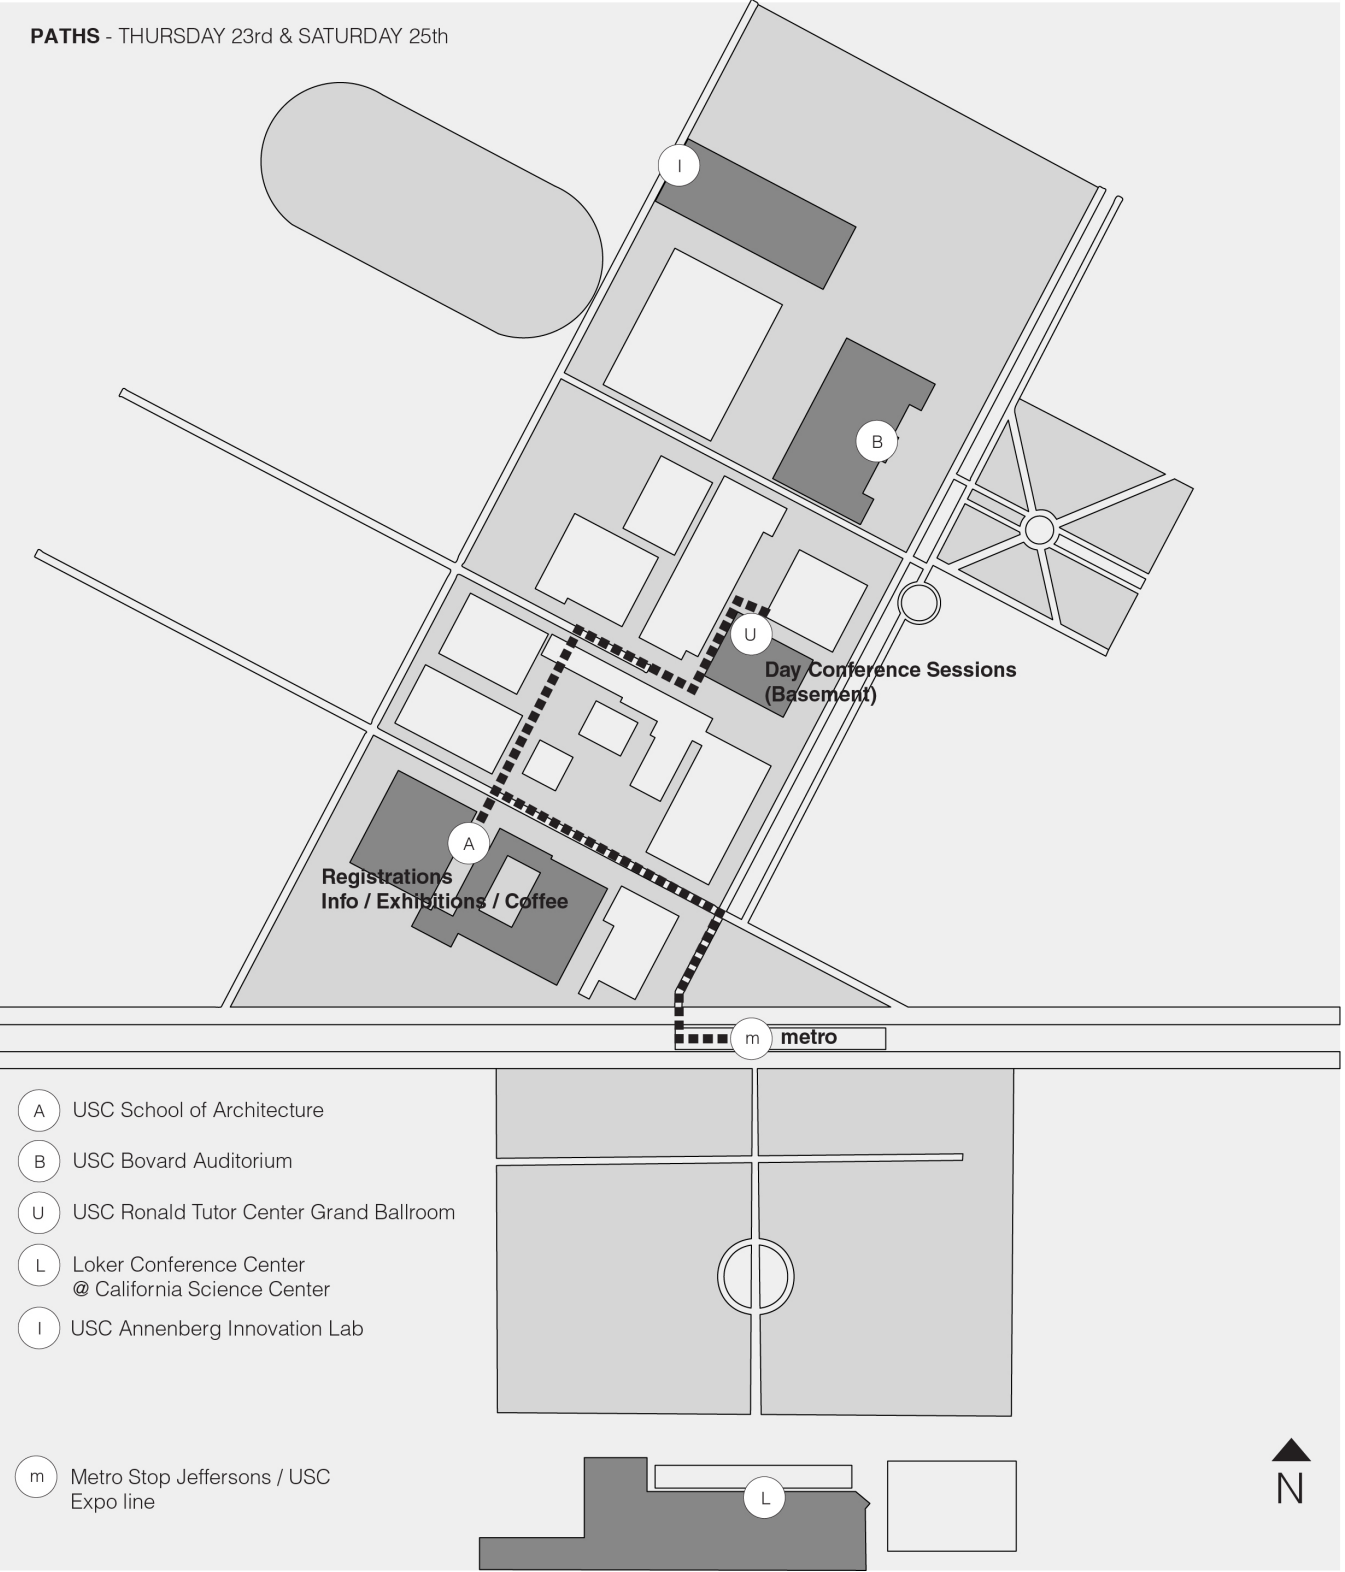 PATHS - THURSDAY 23rd & SATURDAY 25th
I
B
U
Day Conference Sessions
(Basement)
A
Registrations
Info / Exhibitions / Coffee
m metro
A USC School of Architecture
B USC Bovard Auditorium
U USC Ronald Tutor Center Grand Ballroom
L Loker Conference Center
@ California Science Center
I USC Annenberg Innovation Lab
m Metro Stop Jeffersons / USC
Expo line
L
N